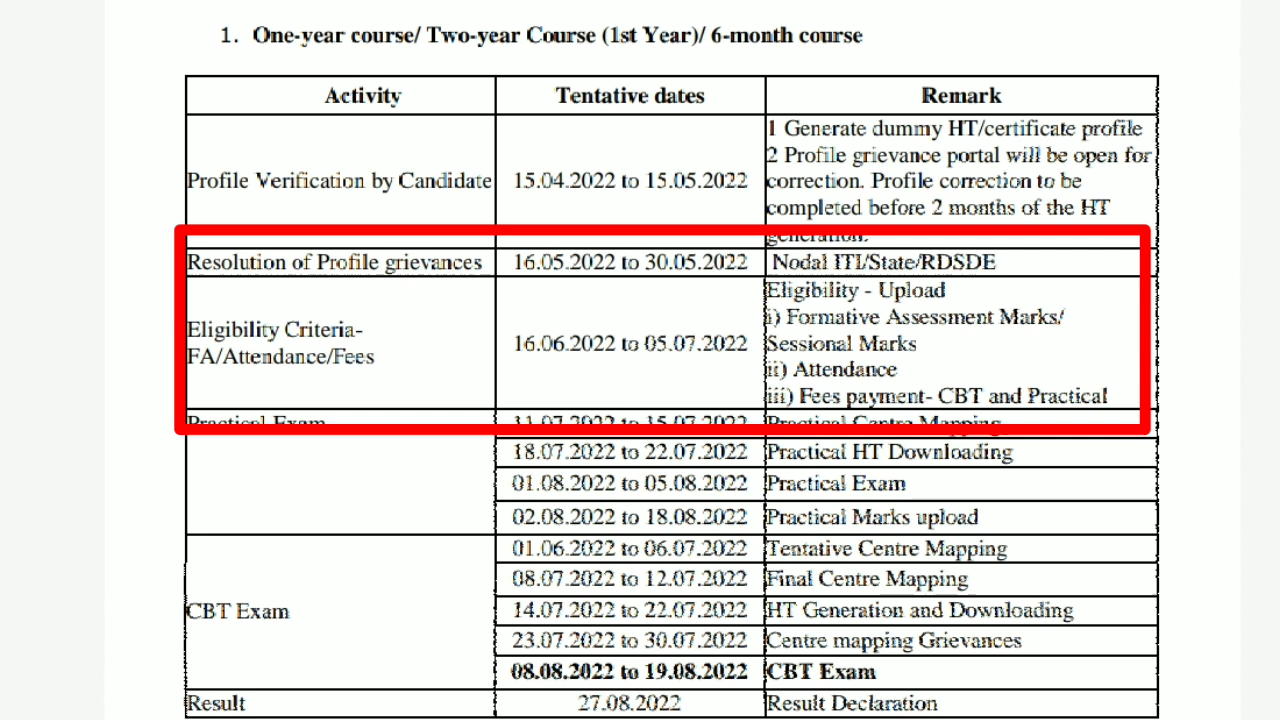 1. One-year course/ Two-year Course (1st Year)/ 6-month course
Activity Tentative dates Remark
Profile Verification by Candidate 15.04.2022 to 15.05.2022 1 Generate dummy HT/certificate profile
2 Profile grievance portal will be open for
correction. Profile correction to be
completed before 2 months of the HT
generation.
Resolution of Profile grievances 16.05.2022 to 30.05.2022 Nodal ITI/State/RDSDE
Eligibility Criteria-
FA/Attendance/Fees 16.06.2022 to 05.07.2022 Eligibility - Upload
i) Formative Assessment Marks/
Sessional Marks
ii) Attendance
iii) Fees payment- CBT and Practical
Practical Exam 11.07.2022 to 15.07.2022 Practical Centre Mapping
18.07.2022 to 22.07.2022 Practical HT Downloading
01.08.2022 to 05.08.2022 Practical Exam
02.08.2022 to 18.08.2022 Practical Marks upload
CBT Exam 01.06.2022 to 06.07.2022 Tentative Centre Mapping
08.07.2022 to 12.07.2022 Final Centre Mapping
14.07.2022 to 22.07.2022 HT Generation and Downloading
23.07.2022 to 30.07.2022 Centre mapping Grievances
08.08.2022 to 19.08.2022 CBT Exam
Result 27.08.2022 Result Declaration